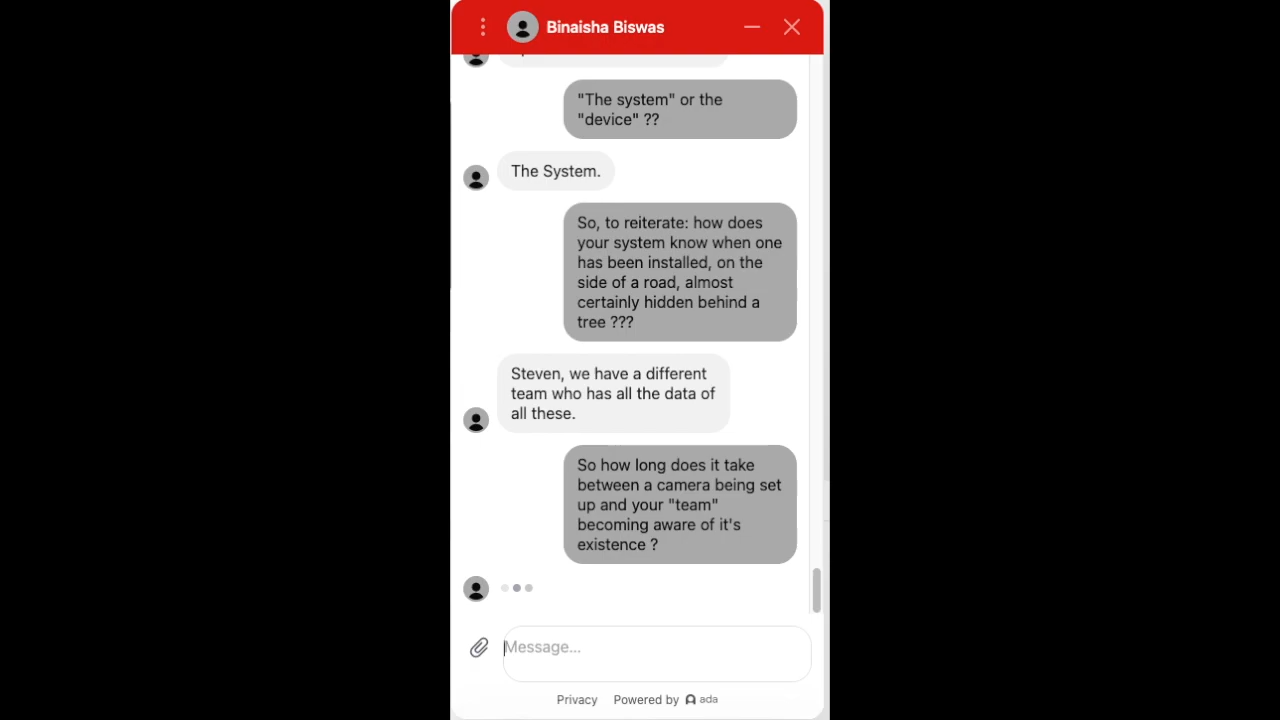 Binaisha Biswas
"The system" or the
"device" ??
The System.
So, to reiterate: how does
your system know when one
has been installed, on the
side of a road, almost
certainly hidden behind a
tree ???
Steven, we have a different
team who has all the data of
all these.
So how long does it take
between a camera being set
up and your "team"
becoming aware of it's
existence ?
Message...
Privacy Powered by ada